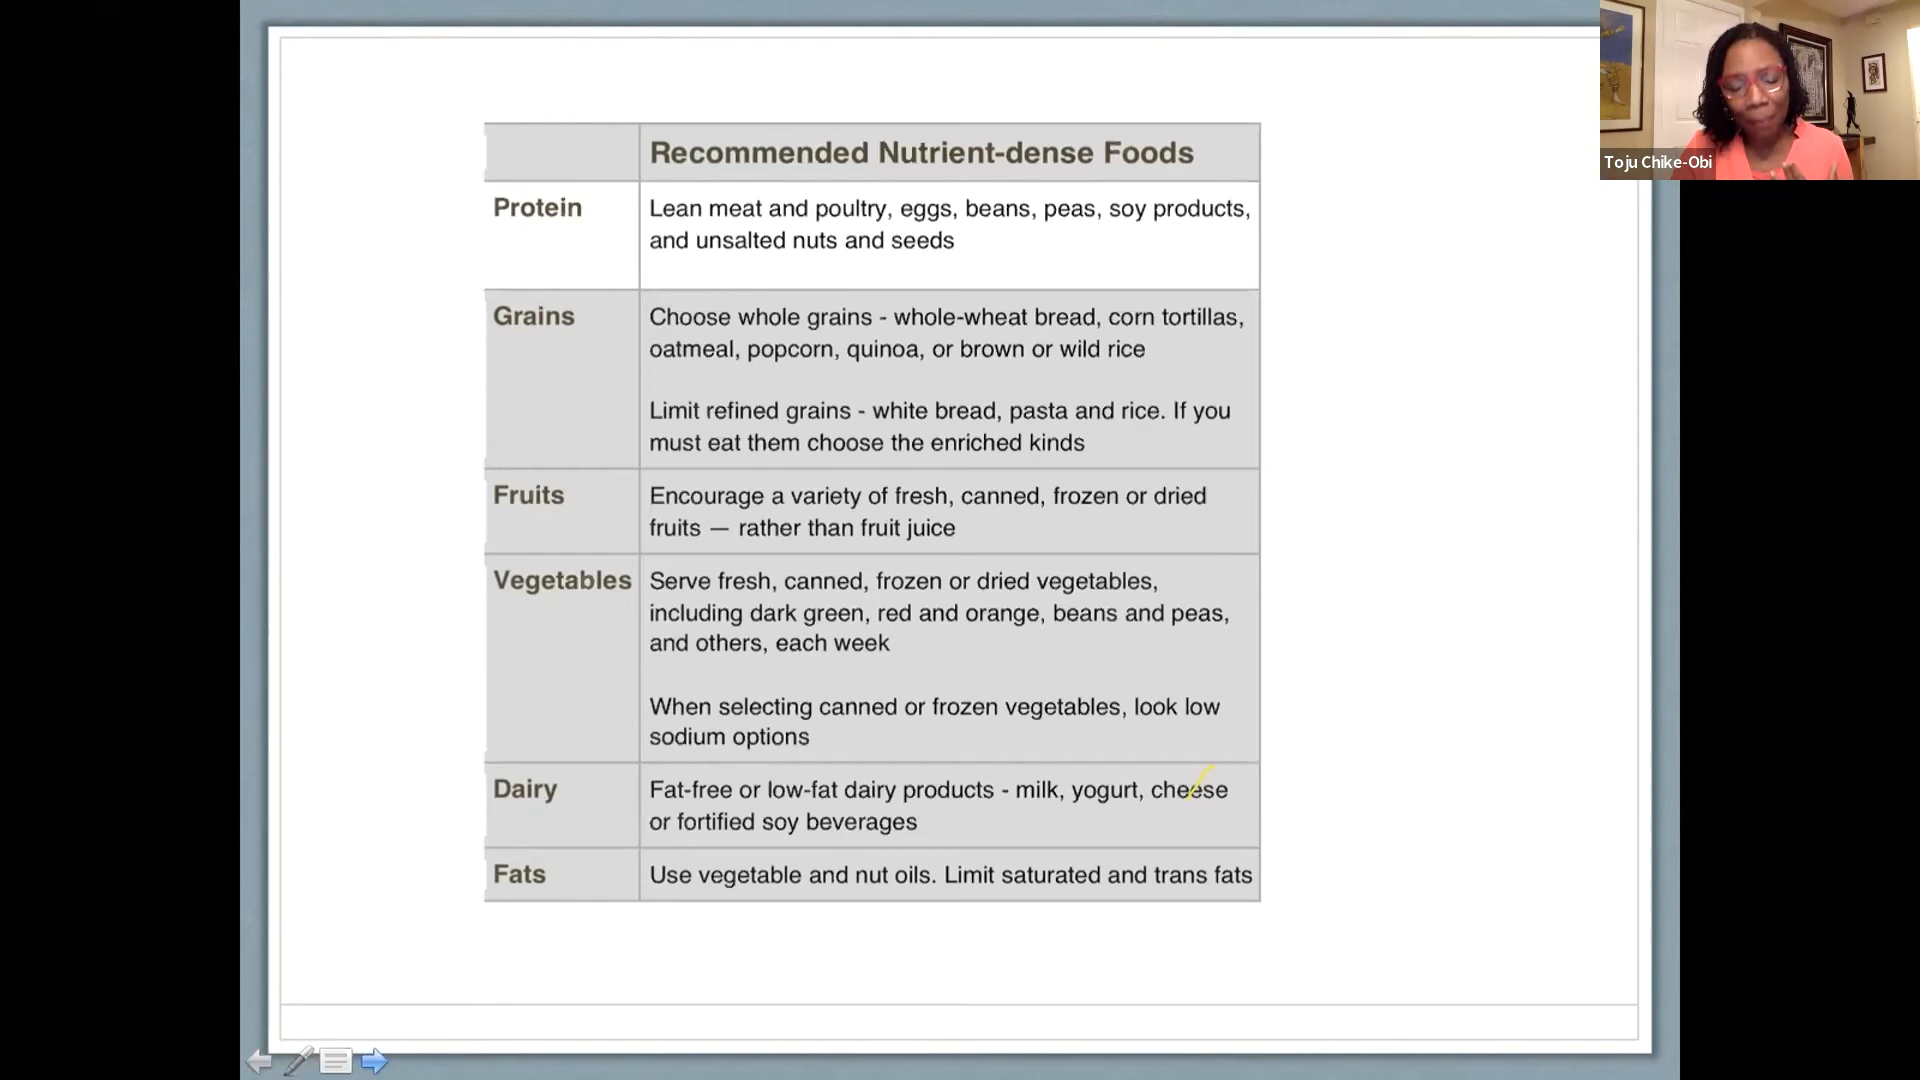 Toju Chike-Obi
Recommended Nutrient-dense Foods
Protein
Lean meat and poultry, eggs, beans, peas, soy products,
and unsalted nuts and seeds
Grains
Choose whole grains - whole-wheat bread, corn tortillas,
oatmeal, popcorn, quinoa, or brown or wild rice
Limit refined grains - white bread, pasta and rice. If you
must eat them choose the enriched kinds
Fruits
Encourage a variety of fresh, canned, frozen or dried
fruits — rather than fruit juice
Vegetables
Serve fresh, canned, frozen or dried vegetables,
including dark green, red and orange, beans and peas,
and others, each week
When selecting canned or frozen vegetables, look low
sodium options
Dairy
Fat-free or low-fat dairy products - milk, yogurt, cheese
or fortified soy beverages
Fats
Use vegetable and nut oils. Limit saturated and trans fats